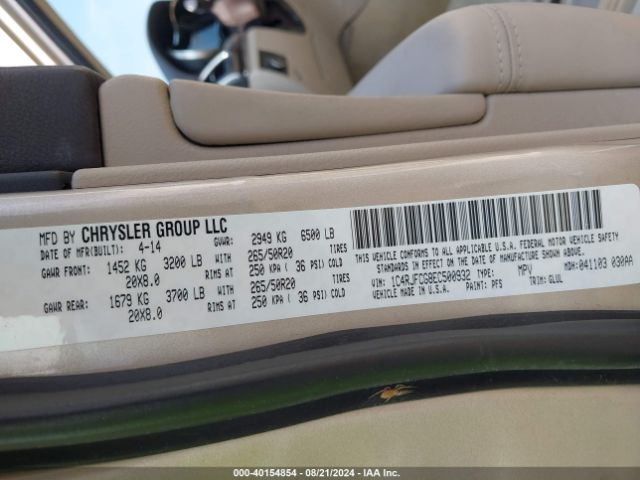 MFD BY CHRYSLER GROUP LLC
DATE OF MFR(BUILT): 4-14 GVWR: 2949 KG 6500 LB
GAWR FRONT: 1452 KG 3200 LB WITH 265/50R20 TIRES
20X8.0 RIMS AT 250 KPA( 36 PSI) COLD
GAWR REAR: 1679 KG 3700 LB WITH 265/50R20 TIRES
20X8.0 RIMS AT 250 KPA( 36 PSI) COLD
THIS VEHICLE CONFORMS TO ALL APPLICABLE U.S.A. FEDERAL MOTOR VEHICLE SAFETY
BUMPER, AND THEFT PREVENTION STANDARDS IN EFFECT ON THE DATE OF MANUFACTURE SHOWN ABOVE.
VIN: 1C4RJFCG8EC500932 TYPE: MPV MDH: 041103 030AA
VEHICLE MADE IN U.S.A. PAINT: PFS TRIM: GLUL
000-40154854 / 08/21/2024 / IAA Inc.